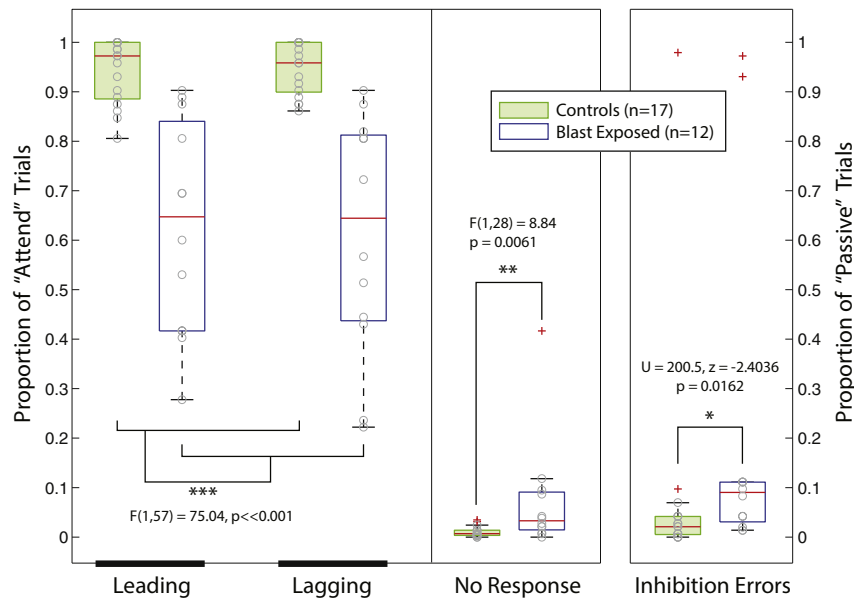 Proportion of "Attend" Trials
1
0.9
0.8
0.7
0.6
0.5
0.4
0.3
0.2
0.1
0
***
F(1,57) = 75.04, p<<0.001
Leading
Lagging
F(1,28) = 8.84
p = 0.0061
**
No Response
Controls (n=17)
Blast Exposed (n=12)
U = 200.5, z = -2.4036
p = 0.0162
*
Inhibition Errors
1
0.9
0.8
0.7
0.6
0.5
0.4
0.3
0.2
0.1
0
Proportion of "Passive" Trials